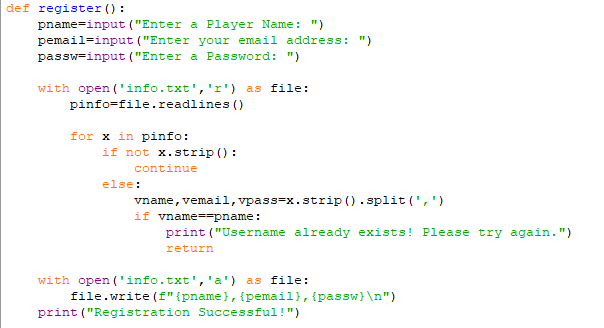 def register():
    pname=input("Enter a Player Name: ")
    pemail=input("Enter your email address: ")
    passw=input("Enter a Password: ")

    with open('info.txt','r') as file:
        pinfo=file.readlines()

        for x in pinfo:
            if not x.strip():
                continue
            else:
                vname,vemail,vpass=x.strip().split(',')
                if vname==pname:
                    print("Username already exists! Please try again.")
                    return

    with open('info.txt','a') as file:
        file.write(f"{pname},{pemail},{passw}\n")
    print("Registration Successful!")